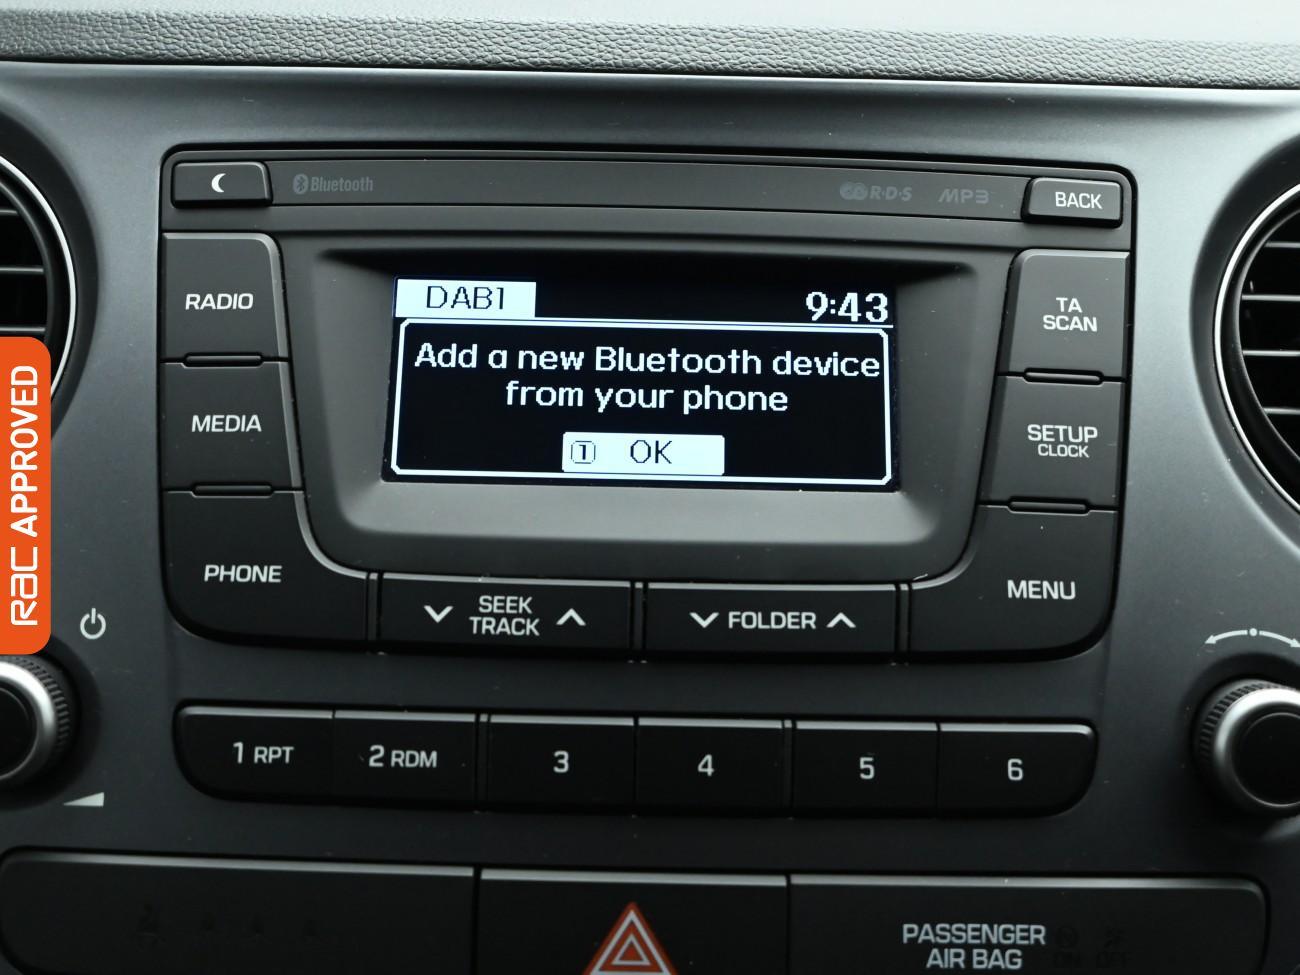 Bluetooth
R·D·S
MP3
BACK
RADIO
DAB1
9:43
TA
SCAN
Add a new Bluetooth device
from your phone
MEDIA
1 OK
SETUP
CLOCK
PHONE
SEEK
TRACK
FOLDER
MENU
1 RPT
2 RDM
3
4
5
6
PASSENGER
AIR BAG
RAC APPROVED